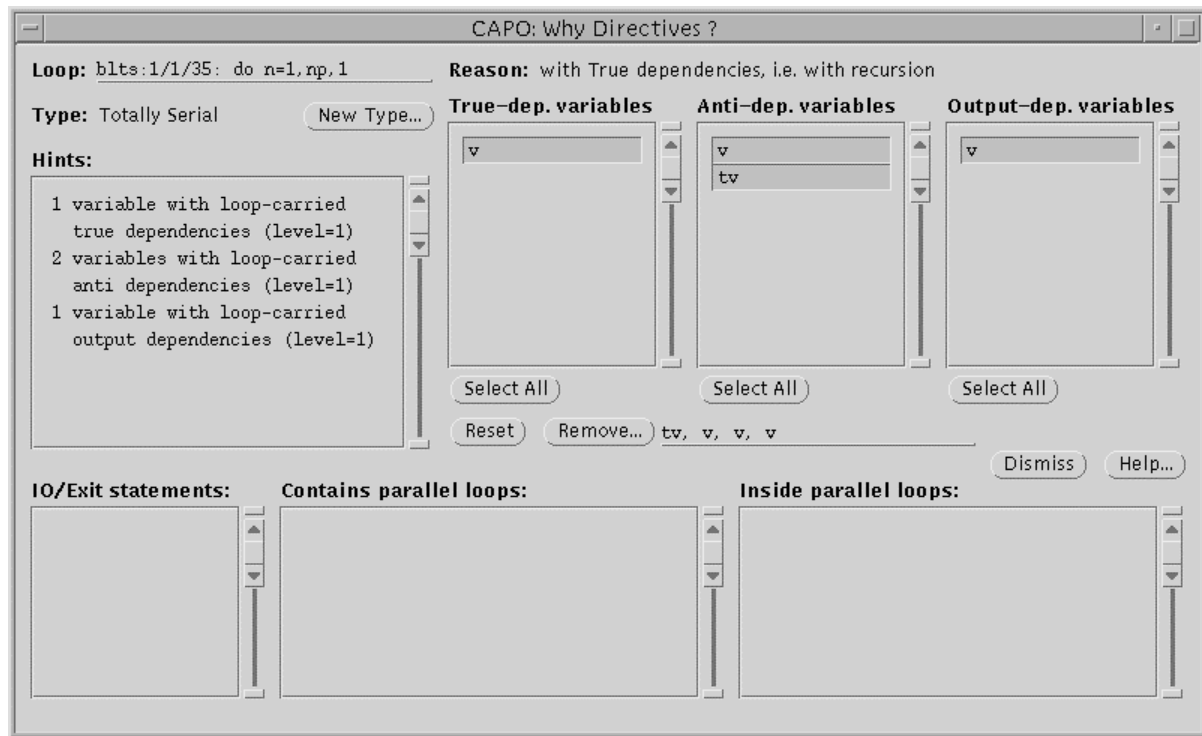 CAPO: Why Directives ?
Loop: blts:1/1/35: do n=1,np,1
Reason: with True dependencies, i.e. with recursion
Type: Totally Serial
New Type...
True-dep. variables
Anti-dep. variables
Output-dep. variables
v
v
tv
v
Hints:
1 variable with loop-carried
true dependencies (level=1)
2 variables with loop-carried
anti dependencies (level=1)
1 variable with loop-carried
output dependencies (level=1)
Select All
Select All
Select All
Reset
Remove...
tv, v, v, v
Dismiss
Help...
IO/Exit statements:
Contains parallel loops:
Inside parallel loops: